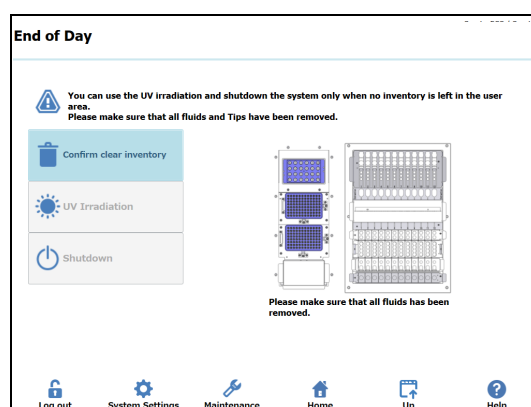 End of Day
You can use the UV irradiation and shutdown the system only when no inventory is left in the user
area.
Please make sure that all fluids and Tips have been removed.
Confirm clear inventory
UV Irradiation
Shutdown
Please make sure that all fluids has been
removed.
Log out System Settings Maintenance Home Up Help